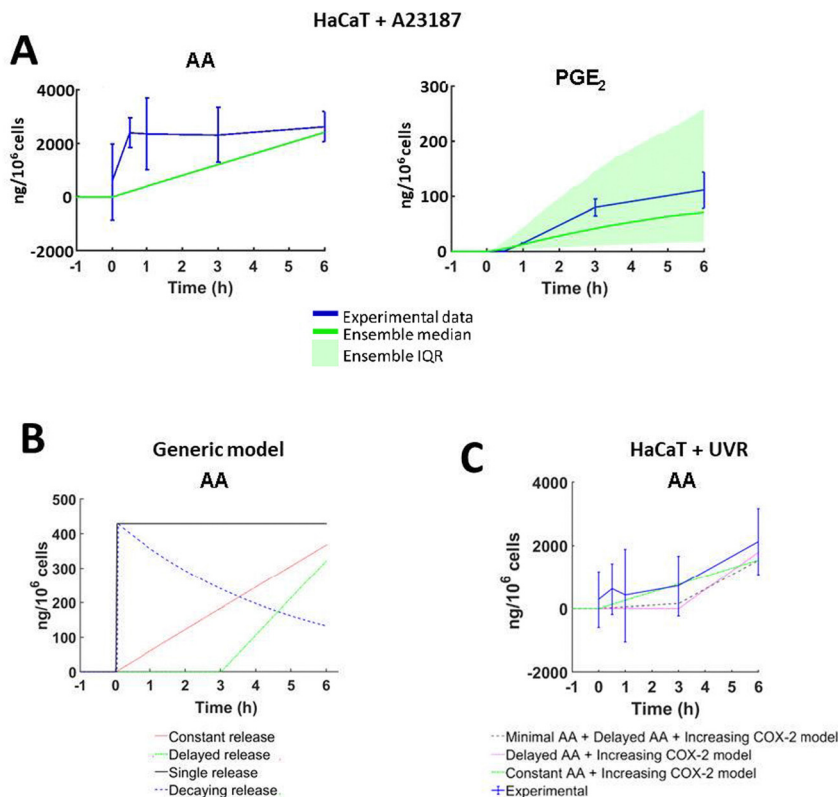 HaCaT + A23187
A
AA
4000
2000
0
-2000
ng/10⁶ cells
-1 0 1 2 3 4 5 6
Time (h)
PGE₂
300
200
100
0
ng/10⁶ cells
-1 0 1 2 3 4 5 6
Time (h)
Experimental data
Ensemble median
Ensemble IQR
B
Generic model
AA
500
400
300
200
100
0
ng/10⁶ cells
-1 0 1 2 3 4 5 6
Time (h)
Constant release
Delayed release
Single release
Decaying release
C
HaCaT + UVR
AA
4000
2000
0
-2000
ng/10⁶ cells
-1 0 1 2 3 4 5 6
Time (h)
Minimal AA + Delayed AA + Increasing COX-2 model
Delayed AA + Increasing COX-2 model
Constant AA + Increasing COX-2 model
Experimental